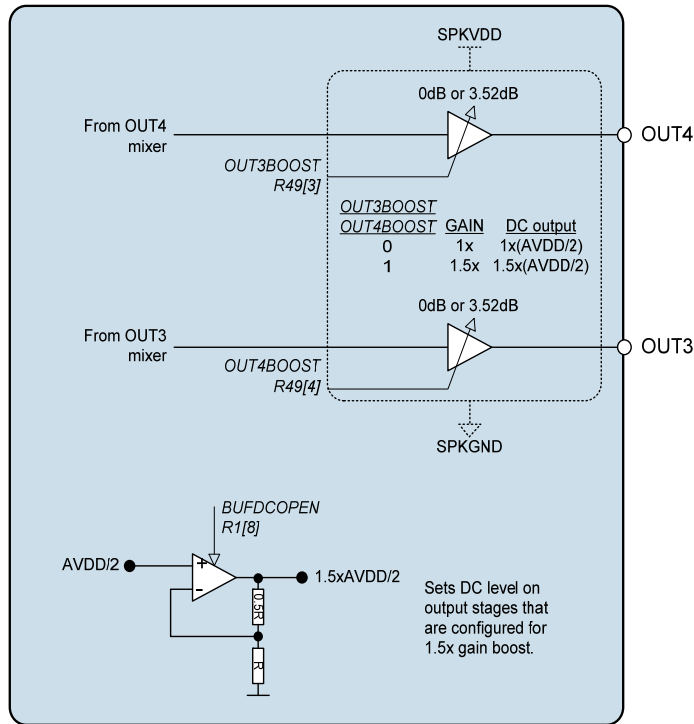 SPKVDD
0dB or 3.52dB
From OUT4
mixer
OUT4
OUT3BOOST
R49[3]
OUT3BOOST
OUT4BOOST GAIN DC output
0 1x 1x(AVDD/2)
1 1.5x 1.5x(AVDD/2)
0dB or 3.52dB
From OUT3
mixer
OUT3
OUT4BOOST
R49[4]
SPKGND
BUFDCOPEN
R1[8]
AVDD/2
+
-
1.5xAVDD/2
0.5R
R
Sets DC level on
output stages that
are configured for
1.5x gain boost.